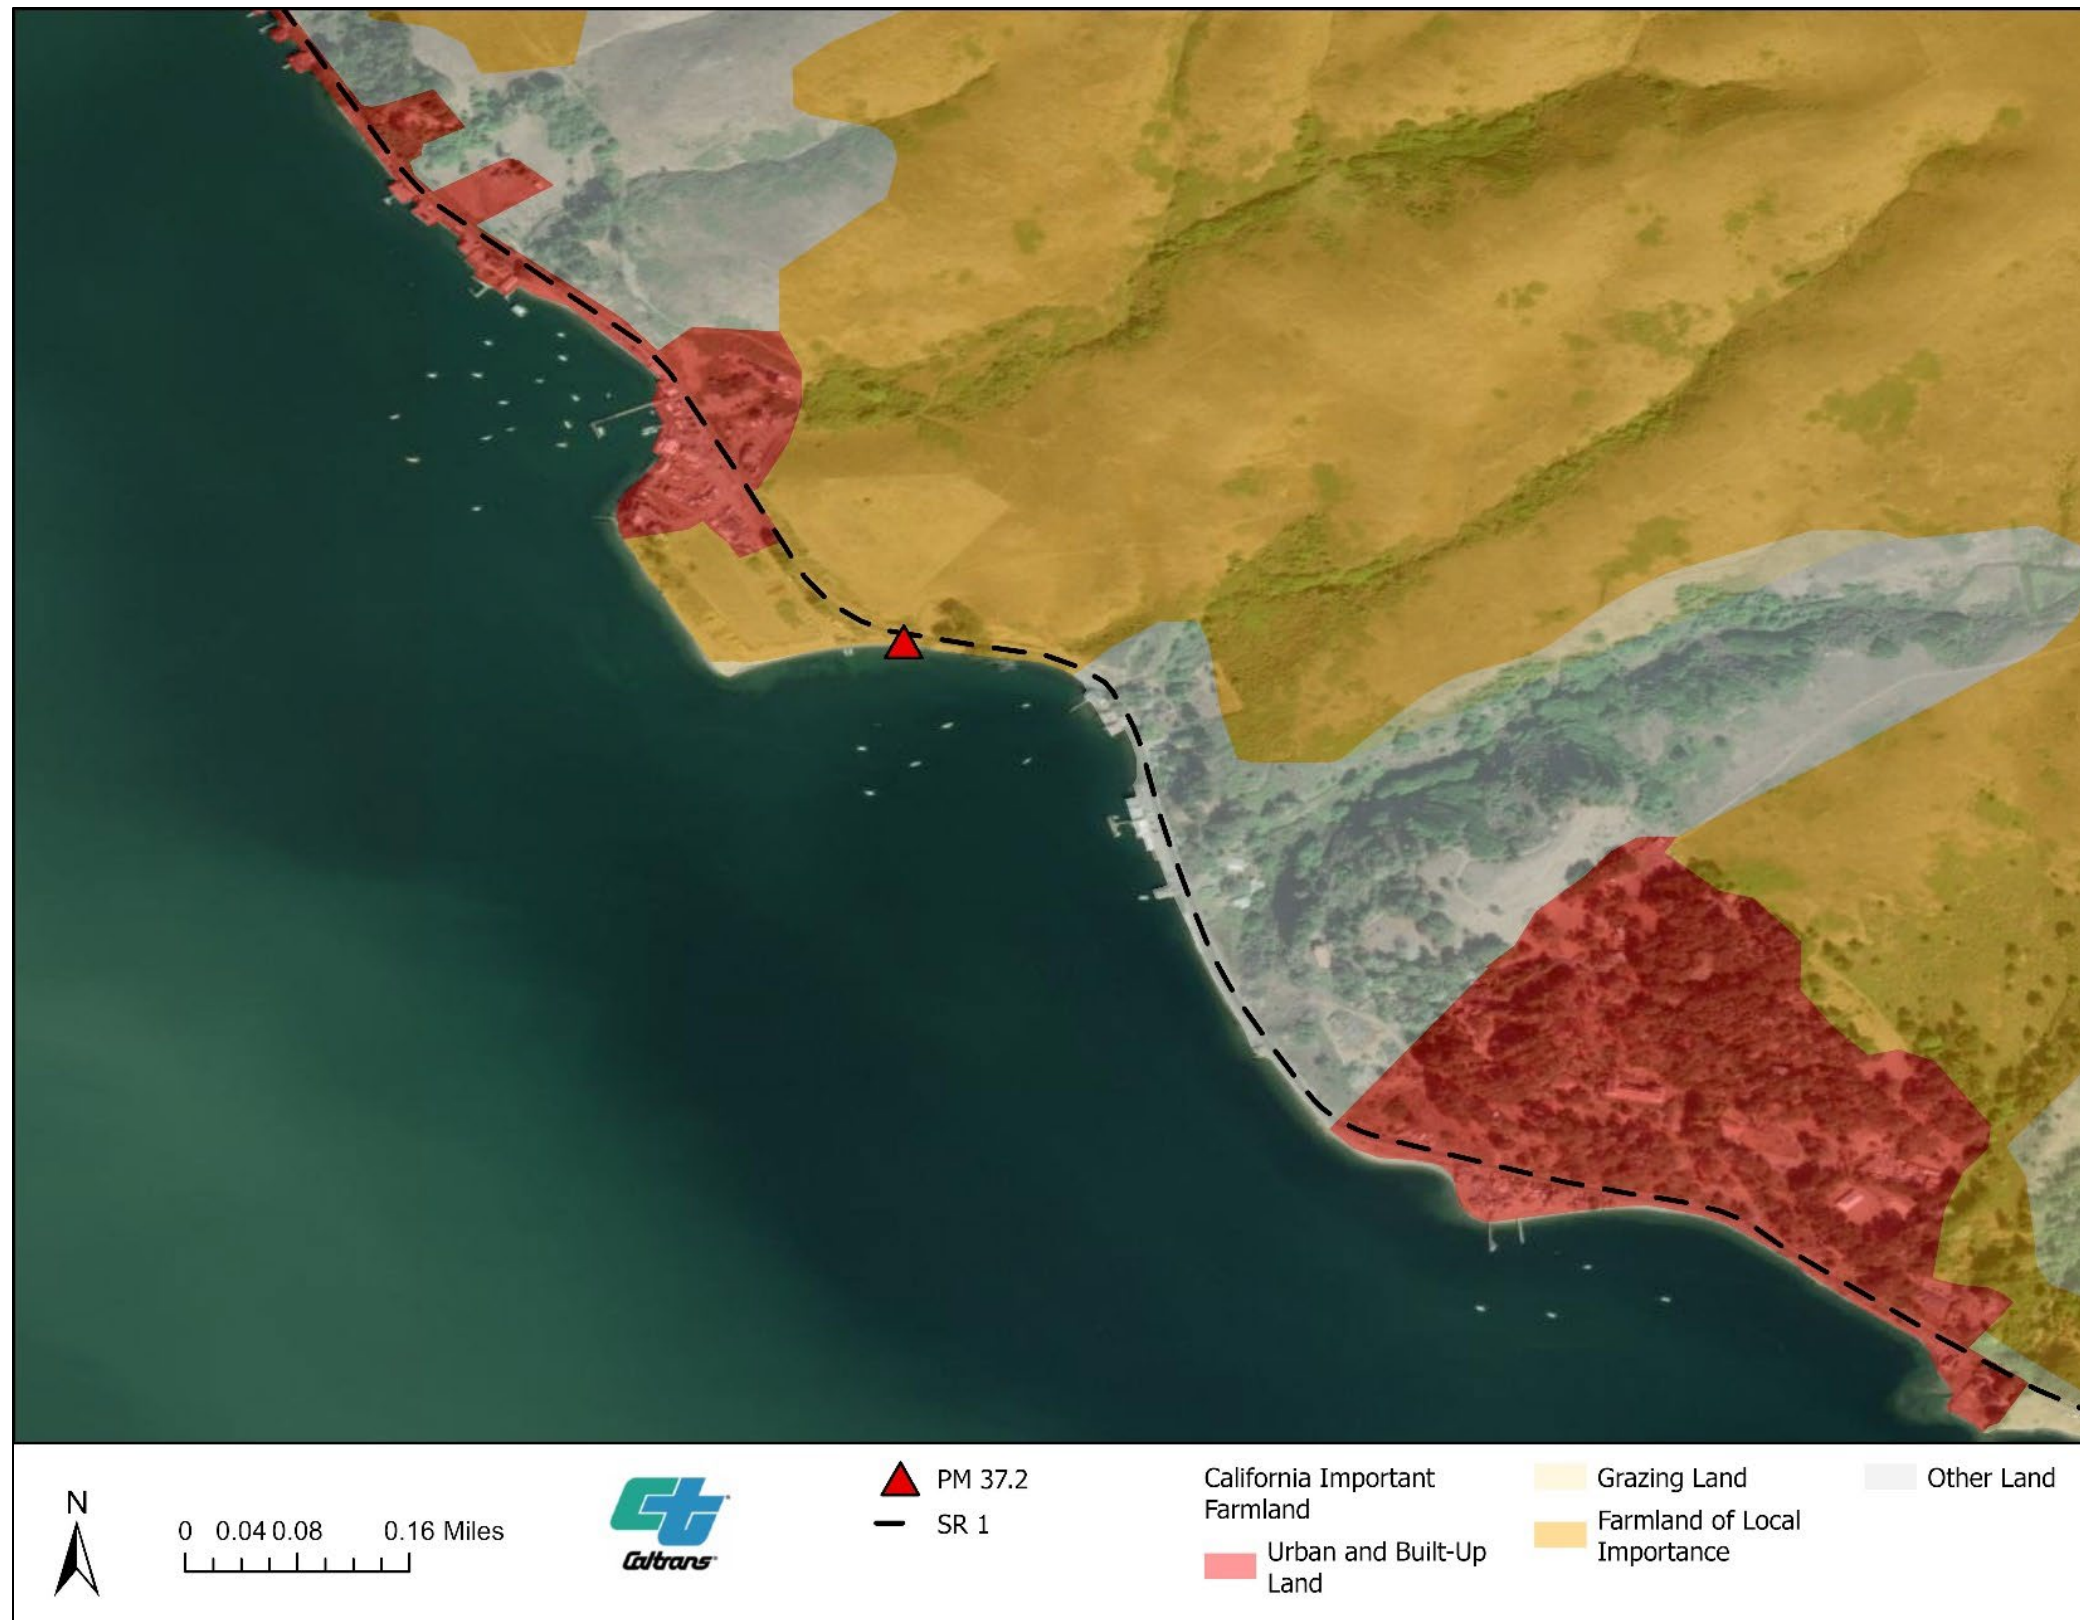 N
0 0.04 0.08 0.16 Miles
Caltrans
PM 37.2
SR 1
California Important
Farmland
Urban and Built-Up
Land
Grazing Land
Farmland of Local
Importance
Other Land